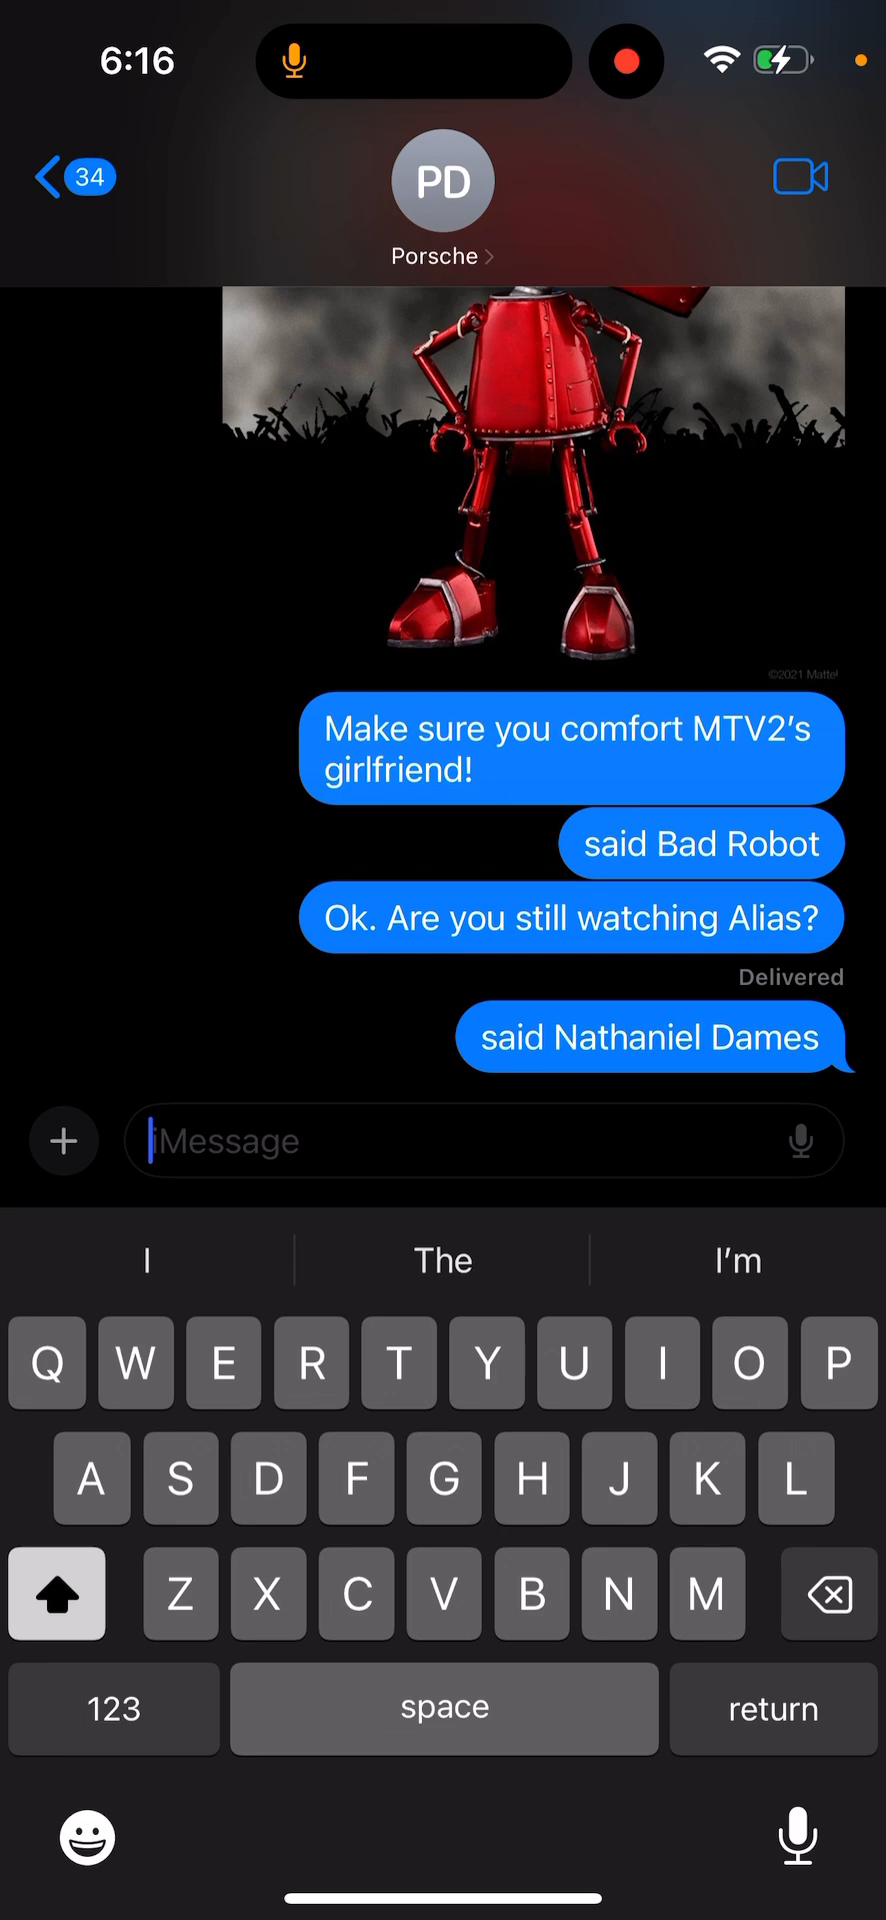 6:16
34
PD
Porsche
©2021 Mattel
Make sure you comfort MTV2’s
girlfriend!
said Bad Robot
Ok. Are you still watching Alias?
Delivered
said Nathaniel Dames
iMessage
I The I’m
Q W E R T Y U I O P
A S D F G H J K L
Z X C V B N M
123 space return